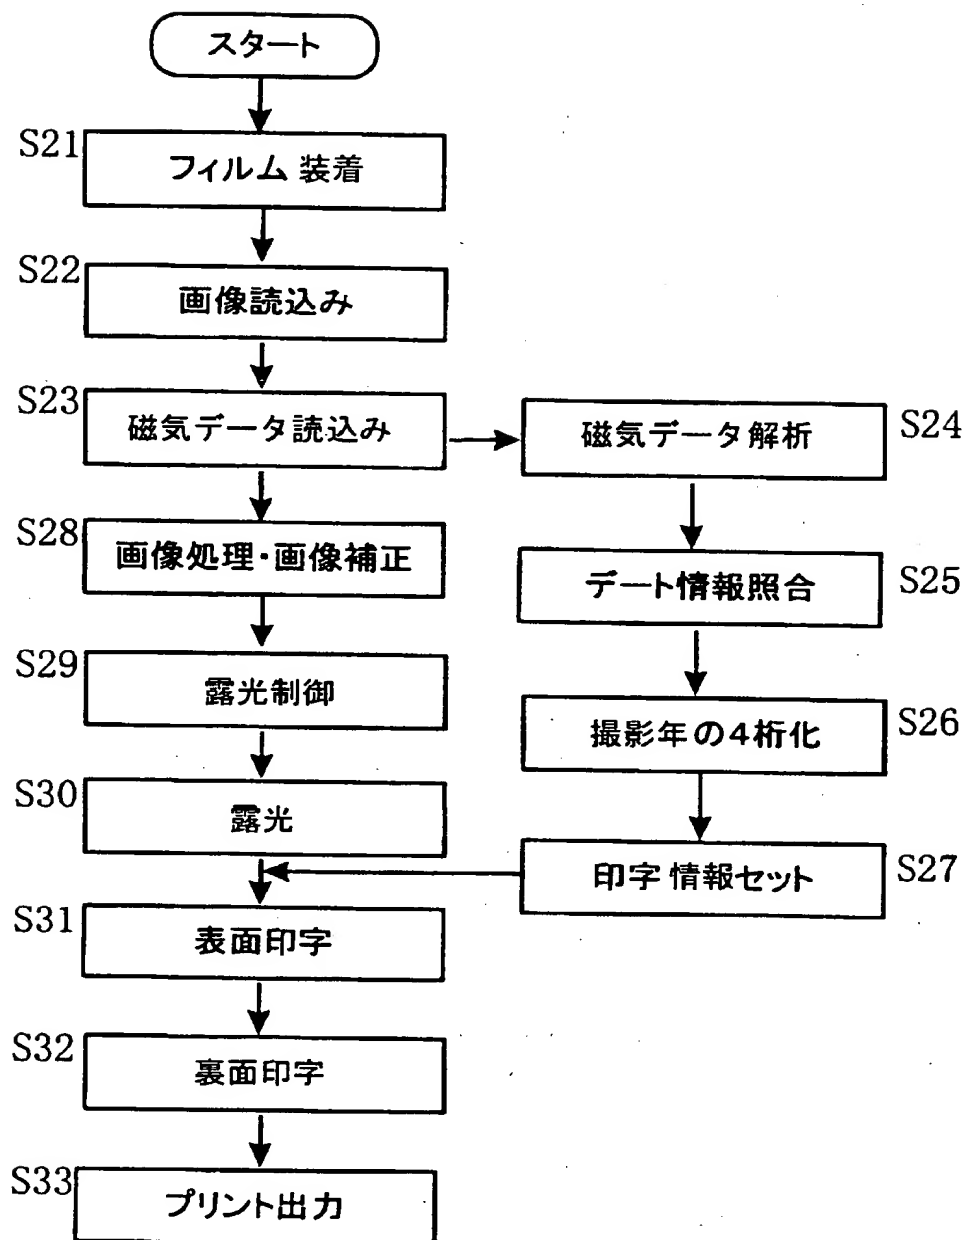 スタート
S21
フィルム 装着
S22
画像読込み
S23
磁気データ読込み
S24
磁気データ解析
S28
画像処理・画像補正
S25
デート情報照合
S29
露光制御
S26
撮影年の4桁化
S30
露光
S27
印字 情報セット
S31
表面印字
S32
裏面印字
S33
プリント出力